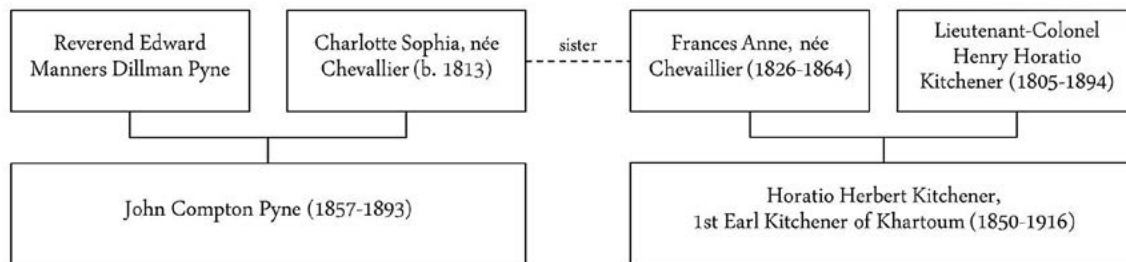 Reverend Edward
Manners Dillman Pyne
Charlotte Sophia, née
Chevallier (b. 1813)
sister
Frances Anne, née
Chevaillier (1826-1864)
Lieutenant-Colonel
Henry Horatio
Kitchener (1805-1894)
John Compton Pyne (1857-1893)
Horatio Herbert Kitchener,
1st Earl Kitchener of Khartoum (1850-1916)